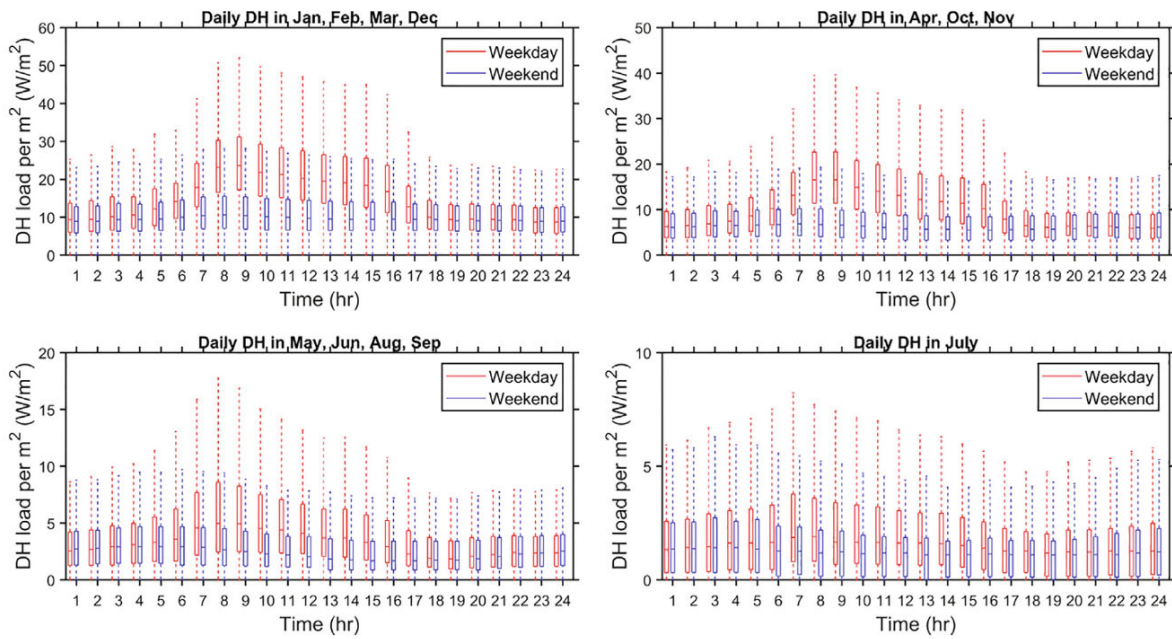 Daily DH in Jan, Feb, Mar, Dec
DH load per m² (W/m²)
60
50
40
30
20
10
0
Weekday
Weekend
1 2 3 4 5 6 7 8 9 10 11 12 13 14 15 16 17 18 19 20 21 22 23 24
Time (hr)
Daily DH in Apr, Oct, Nov
DH load per m² (W/m²)
50
40
30
20
10
0
Weekday
Weekend
1 2 3 4 5 6 7 8 9 10 11 12 13 14 15 16 17 18 19 20 21 22 23 24
Time (hr)
Daily DH in May, Jun, Aug, Sep
DH load per m² (W/m²)
20
15
10
5
0
Weekday
Weekend
1 2 3 4 5 6 7 8 9 10 11 12 13 14 15 16 17 18 19 20 21 22 23 24
Time (hr)
Daily DH in July
DH load per m² (W/m²)
10
5
0
Weekday
Weekend
1 2 3 4 5 6 7 8 9 10 11 12 13 14 15 16 17 18 19 20 21 22 23 24
Time (hr)